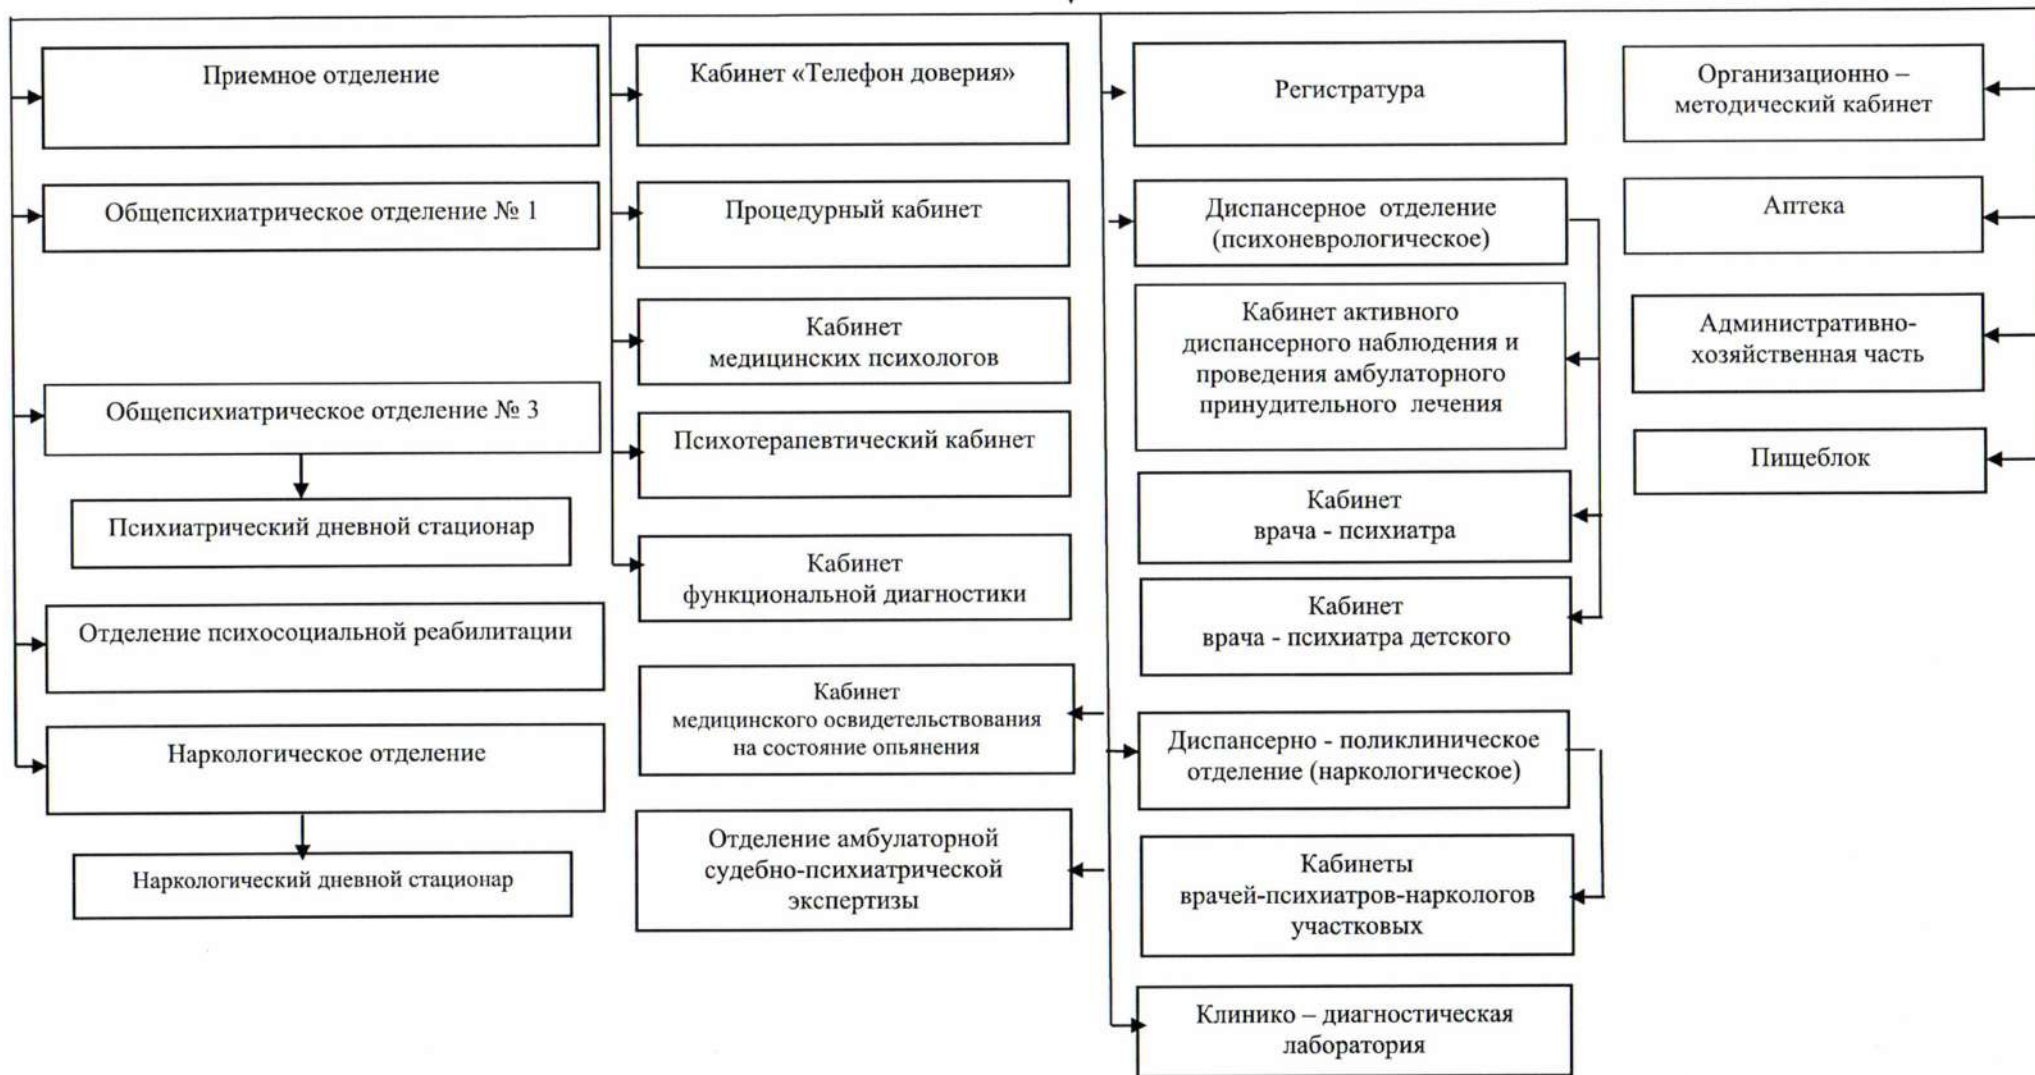 Приемное отделение
Общепсихиатрическое отделение № 1
Общепсихиатрическое отделение № 3
Психиатрический дневной стационар
Отделение психосоциальной реабилитации
Наркологическое отделение
Наркологический дневной стационар
Кабинет «Телефон доверия»
Процедурный кабинет
Кабинет
медицинских психологов
Психотерапевтический кабинет
Кабинет
функциональной диагностики
Кабинет
медицинского освидетельствования
на состояние опьянения
Отделение амбулаторной
судебно-психиатрической
экспертизы
Регистратура
Диспансерное отделение
(психоневрологическое)
Кабинет активного
диспансерного наблюдения и
проведения амбулаторного
принудительного лечения
Кабинет
врача - психиатра
Кабинет
врача - психиатра детского
Диспансерно - поликлиническое
отделение (наркологическое)
Кабинеты
врачей-психиатров-наркологов
участковых
Клинико – диагностическая
лаборатория
Организационно –
методический кабинет
Аптека
Административно-
хозяйственная часть
Пищеблок